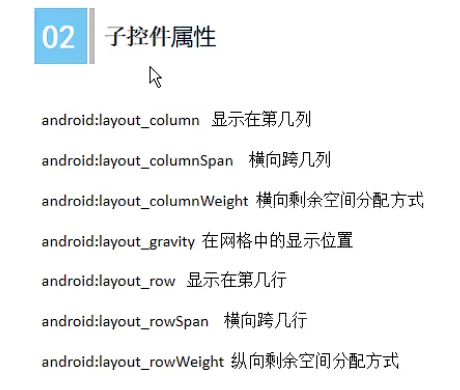 02 子控件属性
android:layout_column 显示在第几列
android:layout_columnSpan 横向跨几列
android:layout_columnWeight 横向剩余空间分配方式
android:layout_gravity 在网格中的显示位置
android:layout_row 显示在第几行
android:layout_rowSpan 横向跨几行
android:layout_rowWeight 纵向剩余空间分配方式